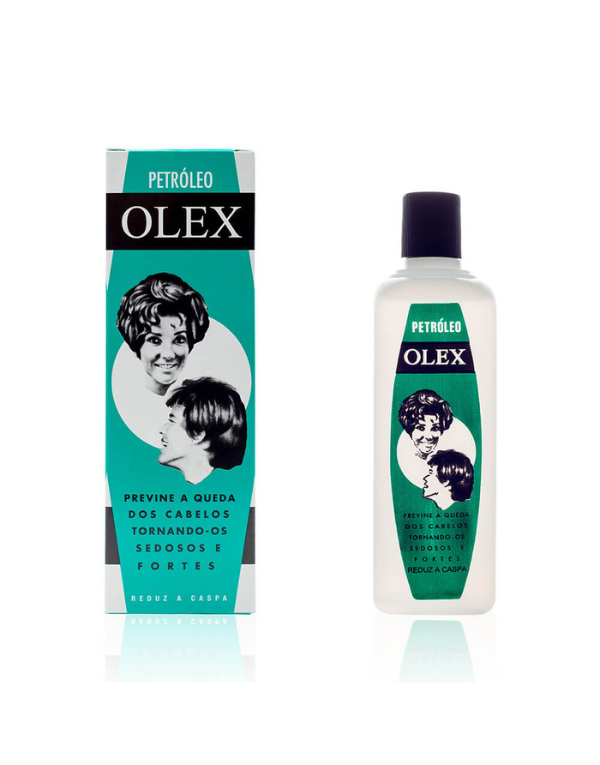 PETRÓLEO
OLEX
PREVINE A QUEDA
DOS CABELOS
TORNANDO-OS
SEDOSOS E
FORTES
REDUZ A CASPA
PETRÓLEO
OLEX
PREVINE A QUEDA
DOS CABELOS
TORNANDO-OS
SEDOSOS E
FORTES
REDUZ A CASPA